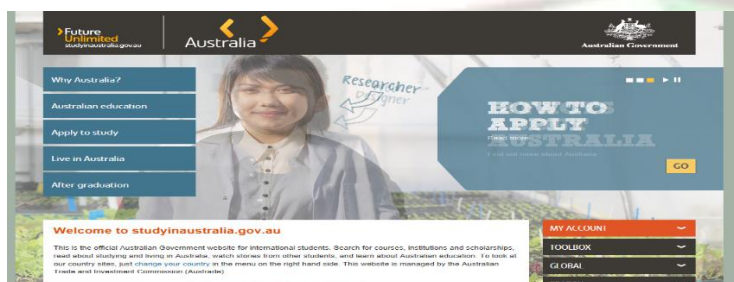 Future
Unlimited
studyinaustralia.gov.au
Australia
Australian Government
Why Australia?
Australian education
Apply to study
Live in Australia
After graduation
Researcher
Designer
HOW TO
APPLY
AUSTRALIA
Read more
GO
Welcome to studyinaustralia.gov.au
This is the official Australian Government website for international students. Search for courses, institutions and scholarships,
read about studying and living in Australia, watch stories from other students, and learn about Australian education. To look at
our country sites, just change your country in the menu on the right hand side. This website is managed by the Australian
Trade and Investment Commission (Austrade).
MY ACCOUNT
TOOLBOX
GLOBAL